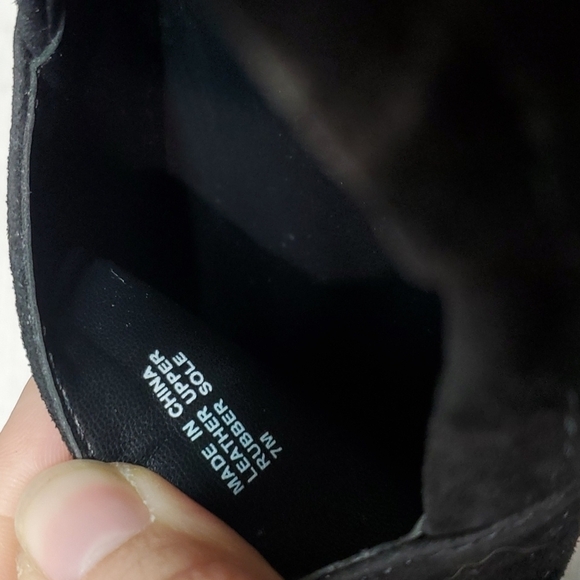 MADE IN CHINA
LEATHER UPPER
RUBBER SOLE
7M